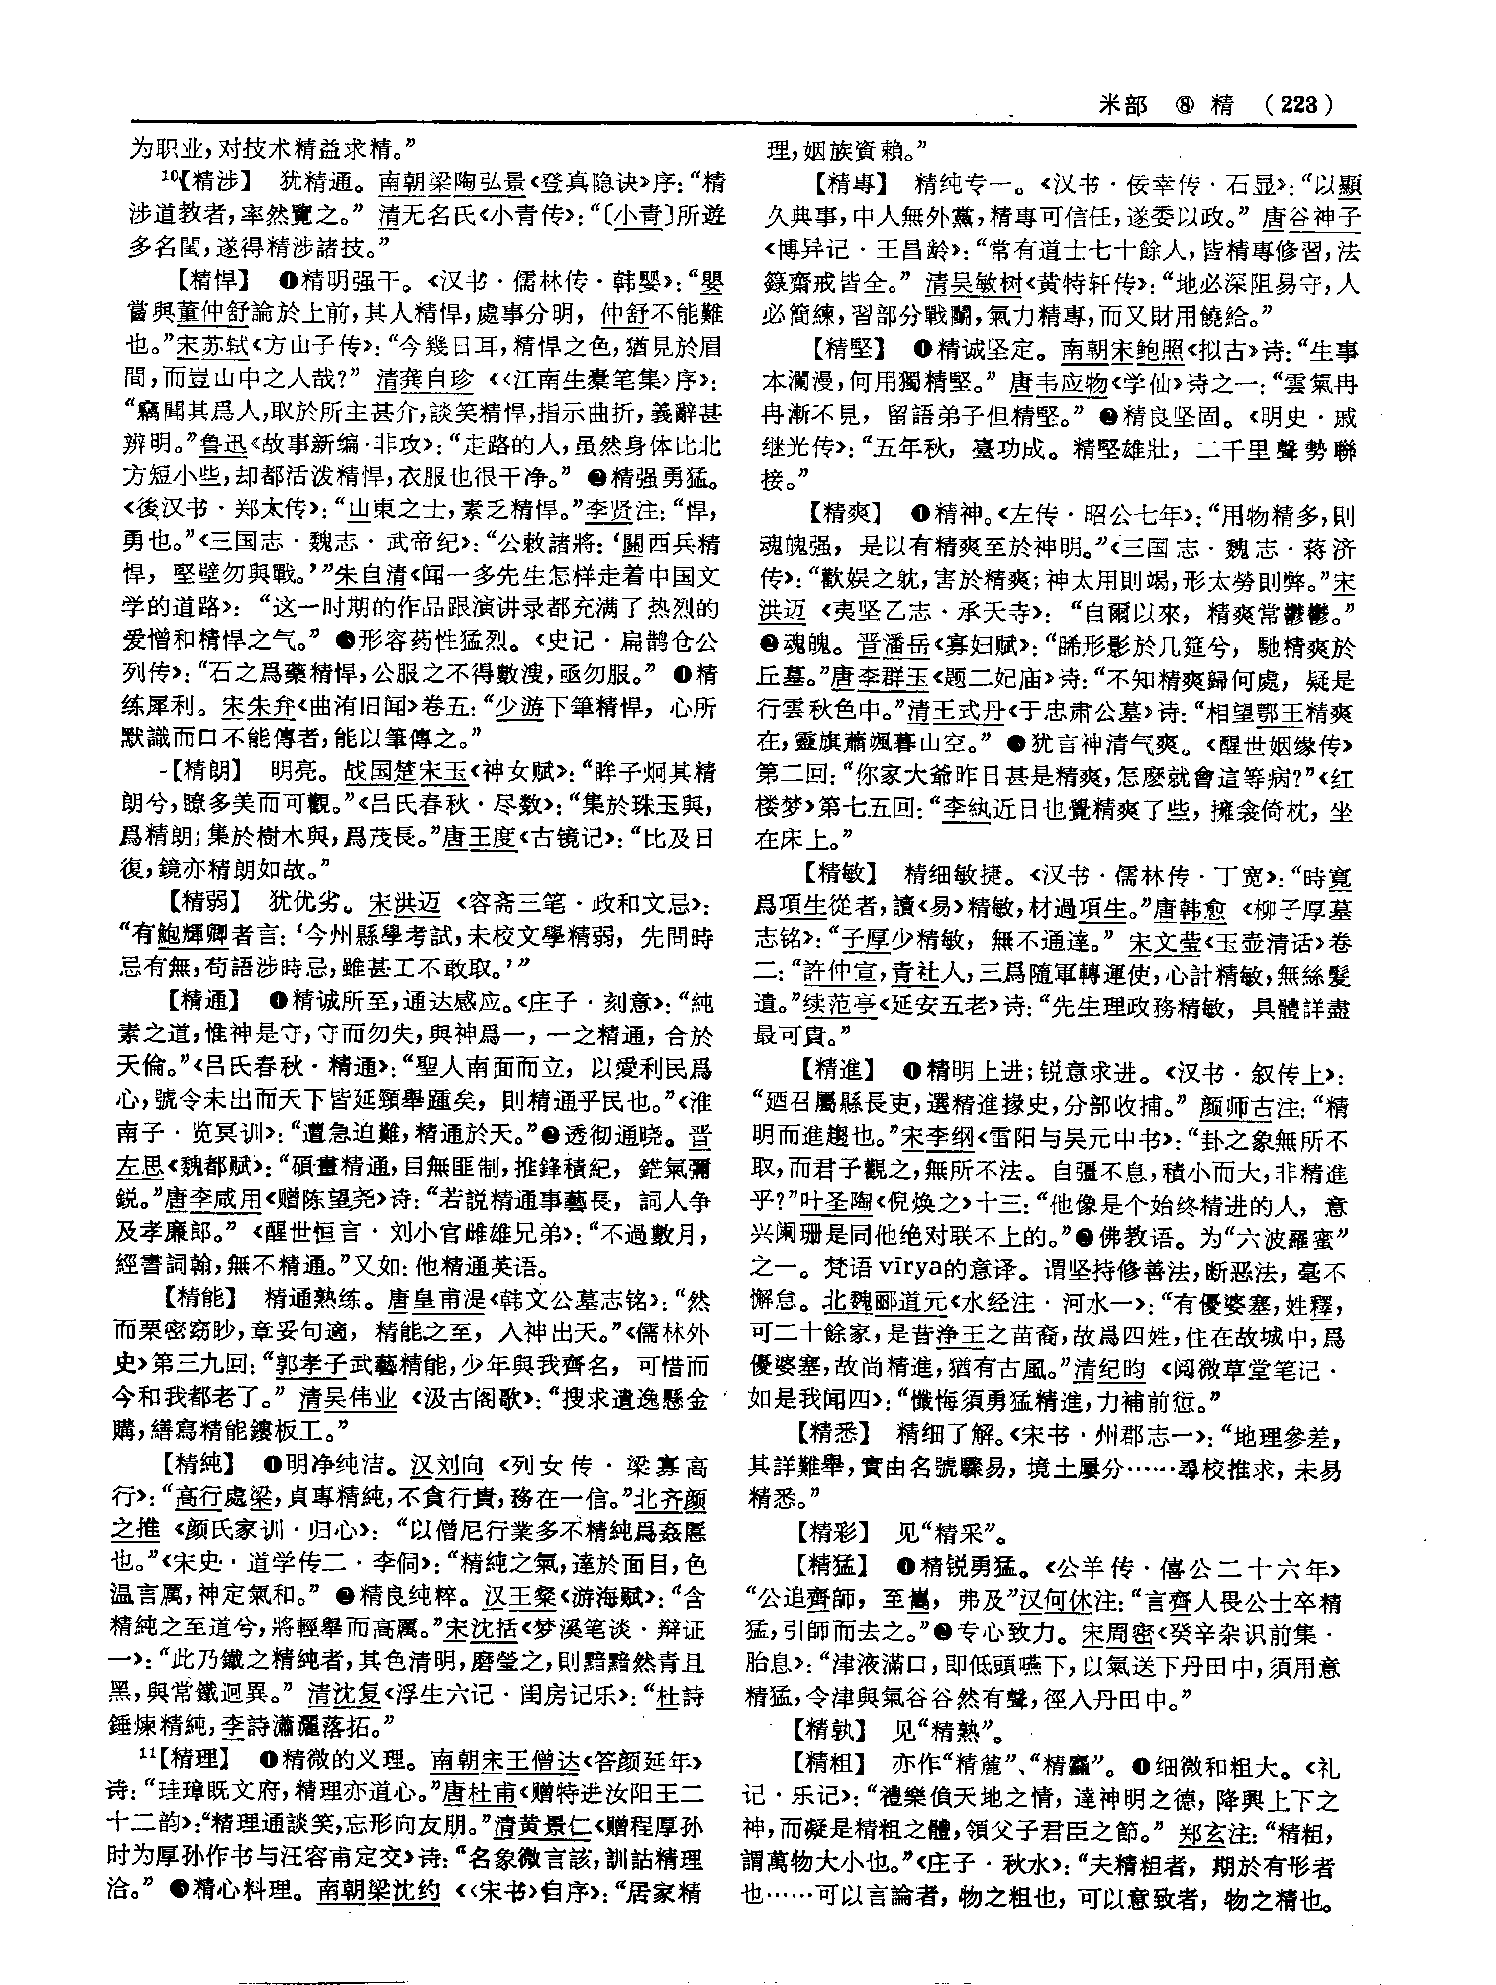 米部 ⑧ 精 （223）
为职业，对技术精益求精。”
10【精涉】 犹精通。南朝梁陶弘景《登真隐诀》序：“精
涉道教者，率然覽之。” 清无名氏《小青传》：“〔小青〕所遊
多名閨，遂得精涉諸技。”
【精悍】 ❶精明强干。《汉书·儒林传·韩婴》：“嬰
嘗與董仲舒論於上前，其人精悍，處事分明，仲舒不能難
也。”宋苏轼《方山子传》：“今幾日耳，精悍之色，猶見於眉
間，而豈山中之人哉？” 清龚自珍《〈江南生橐笔集〉序》：
“竊聞其爲人，取於所主甚介，談笑精悍，指示曲折，義辭甚
辨明。”鲁迅《故事新编·非攻》：“走路的人，虽然身体比北
方短小些，却都活泼精悍，衣服也很干净。” ❷精强勇猛。
《後汉书·郑太传》：“山東之士，素乏精悍。”李贤注：“悍，
勇也。”《三国志·魏志·武帝纪》：“公敕諸將：‘關西兵精
悍，堅壁勿與戰。’”朱自清《闻一多先生怎样走着中国文
学的道路》：“这一时期的作品跟演讲录都充满了热烈的
爱憎和精悍之气。” ❸形容药性猛烈。《史记·扁鹊仓公
列传》：“石之爲藥精悍，公服之不得數溲，亟勿服。” ❹精
练犀利。宋朱弁《曲洧旧闻》卷五：“少游下筆精悍，心所
默識而口不能傳者，能以筆傳之。”
【精朗】 明亮。战国楚宋玉《神女赋》：“眸子炯其精
朗兮，瞭多美而可觀。”《吕氏春秋·尽数》：“集於珠玉與，
爲精朗；集於樹木與，爲茂長。”唐王度《古镜记》：“比及日
復，鏡亦精朗如故。”
【精弱】 犹优劣。宋洪迈《容斋三笔·政和文忌》：
“有鮑輝卿者言：‘今州縣學考試，未校文學精弱，先問時
忌有無，苟語涉時忌，雖甚工不敢取。’”
【精通】 ❶精诚所至，通达感应。《庄子·刻意》：“純
素之道，惟神是守，守而勿失，與神爲一，一之精通，合於
天倫。”《吕氏春秋·精通》：“聖人南面而立，以愛利民爲
心，號令未出而天下皆延頸舉踵矣，則精通乎民也。”《淮
南子·览冥训》：“遭急迫難，精通於天。”❷透彻通晓。晋
左思《魏都赋》：“碩畫精通，目無匪制，推鋒積紀，鋩氣彌
鋭。”唐李咸用《赠陈望尧》诗：“若説精通事藝長，詞人争
及孝廉郎。” 《醒世恒言·刘小官雌雄兄弟》：“不過數月，
經書詞翰，無不精通。”又如：他精通英语。
【精能】 精通熟练。唐皇甫湜《韩文公墓志铭》：“然
而栗密窈眇，章妥句適，精能之至，入神出天。”《儒林外
史》第三九回：“郭孝子武藝精能，少年與我齊名，可惜而
今和我都老了。” 清吴伟业《汲古阁歌》：“搜求遺逸懸金
購，繕寫精能鏤板工。”
【精純】 ❶明净纯洁。汉刘向《列女传·梁寡高
行》：“高行處梁，貞專精純，不貪行貴，務在一信。”北齐颜
之推《颜氏家训·归心》：“以僧尼行業多不精純爲姦慝
也。”《宋史·道学传二·李侗》：“精純之氣，達於面目，色
温言厲，神定氣和。” ❷精良纯粹。汉王粲《游海赋》：“含
精純之至道兮，將輕舉而高厲。”宋沈括《梦溪笔谈·辩证
一》：“此乃鐵之精純者，其色清明，磨瑩之，則黯黯然青且
黑，與常鐵迥異。” 清沈复《浮生六记·闺房记乐》：“杜詩
錘煉精純，李詩瀟灑落拓。”
11【精理】 ❶精微的义理。南朝宋王僧达《答颜延年》
诗：“珪璋既文府，精理亦道心。”唐杜甫《赠特进汝阳王二
十二韵》：“精理通談笑，忘形向友朋。”清黄景仁《赠程厚孙
时为厚孙作书与汪容甫定交》诗：“名象微言該，訓詁精理
洽。” ❷精心料理。南朝梁沈约《〈宋书〉自序》：“居家精
理，姻族資賴。”
【精專】 精纯专一。《汉书·佞幸传·石显》：“以顯
久典事，中人無外黨，精專可信任，遂委以政。” 唐谷神子
《博异记·王昌龄》：“常有道士七十餘人，皆精專修習，法
籙齋戒皆全。” 清吴敏树《黄特轩传》：“地必深阻易守，人
必簡練，習部分戰鬭，氣力精專，而又財用饒給。”
【精堅】 ❶精诚坚定。南朝宋鲍照《拟古》诗：“生事
本瀾漫，何用獨精堅。” 唐韦应物《学仙》诗之一：“雲氣冉
冉漸不見，留語弟子但精堅。” ❷精良坚固。《明史·戚
继光传》：“五年秋，臺功成。精堅雄壯，二千里聲勢聯
接。”
【精爽】 ❶精神。《左传·昭公七年》：“用物精多，則
魂魄强，是以有精爽至於神明。”《三国志·魏志·蒋济
传》：“歡娱之躭，害於精爽；神太用則竭，形太勞則弊。”宋
洪迈《夷坚乙志·承天寺》：“自爾以來，精爽常鬱鬱。”
❷魂魄。晋潘岳《寡妇赋》：“睎形影於几筵兮，馳精爽於
丘墓。”唐李群玉《题二妃庙》诗：“不知精爽歸何處，疑是
行雲秋色中。”清王式丹《于忠肃公墓》诗：“相望鄂王精爽
在，靈旗蕭颯暮山空。” ❸犹言神清气爽。《醒世姻缘传》
第二回：“你家大爺昨日甚是精爽，怎麽就會這等病？”《红
楼梦》第七五回：“李紈近日也覺精爽了些，擁衾倚枕，坐
在床上。”
【精敏】 精细敏捷。《汉书·儒林传·丁宽》：“時寬
爲項生從者，讀《易》精敏，材過項生。”唐韩愈《柳子厚墓
志铭》：“子厚少精敏，無不通達。” 宋文莹《玉壶清话》卷
二：“許仲宣，青社人，三爲隨軍轉運使，心計精敏，無絲髮
遺。”续范亭《延安五老》诗：“先生理政務精敏，具體詳盡
最可貴。”
【精進】 ❶精明上进；锐意求进。《汉书·叙传上》：
“廼召屬縣長吏，選精進掾史，分部收捕。” 颜师古注：“精
明而進趨也。”宋李纲《雷阳与吴元中书》：“卦之象無所不
取，而君子觀之，無所不法。自彊不息，積小而大，非精進
乎？”叶圣陶《倪焕之》十三：“他像是个始终精进的人，意
兴阑珊是同他绝对联不上的。”❷佛教语。为“六波羅蜜”
之一。梵语vīrya的意译。谓坚持修善法，断恶法，毫不
懈怠。北魏郦道元《水经注·河水一》：“有優婆塞，姓釋，
可二十餘家，是昔净王之苗裔，故爲四姓，住在故城中，爲
優婆塞，故尚精進，猶有古風。”清纪昀《阅微草堂笔记·
如是我闻四》：“懺悔須勇猛精進，力補前愆。”
【精悉】 精细了解。《宋书·州郡志一》：“地理參差，
其詳難舉，實由名號驟易，境土屢分……尋校推求，未易
精悉。”
【精彩】 见“精采”。
【精猛】 ❶精锐勇猛。《公羊传·僖公二十六年》
“公追齊師，至巂，弗及”汉何休注：“言齊人畏公士卒精
猛，引師而去之。”❷专心致力。宋周密《癸辛杂识前集·
胎息》：“津液滿口，即低頭嚥下，以氣送下丹田中，須用意
精猛，令津與氣谷谷然有聲，徑入丹田中。”
【精孰】 见“精熟”。
【精粗】 亦作“精麄”、“精麤”。❶细微和粗大。《礼
记·乐记》：“禮樂偩天地之情，達神明之德，降興上下之
神，而凝是精粗之體，領父子君臣之節。” 郑玄注：“精粗，
謂萬物大小也。”《庄子·秋水》：“夫精粗者，期於有形者
也……可以言論者，物之粗也，可以意致者，物之精也。